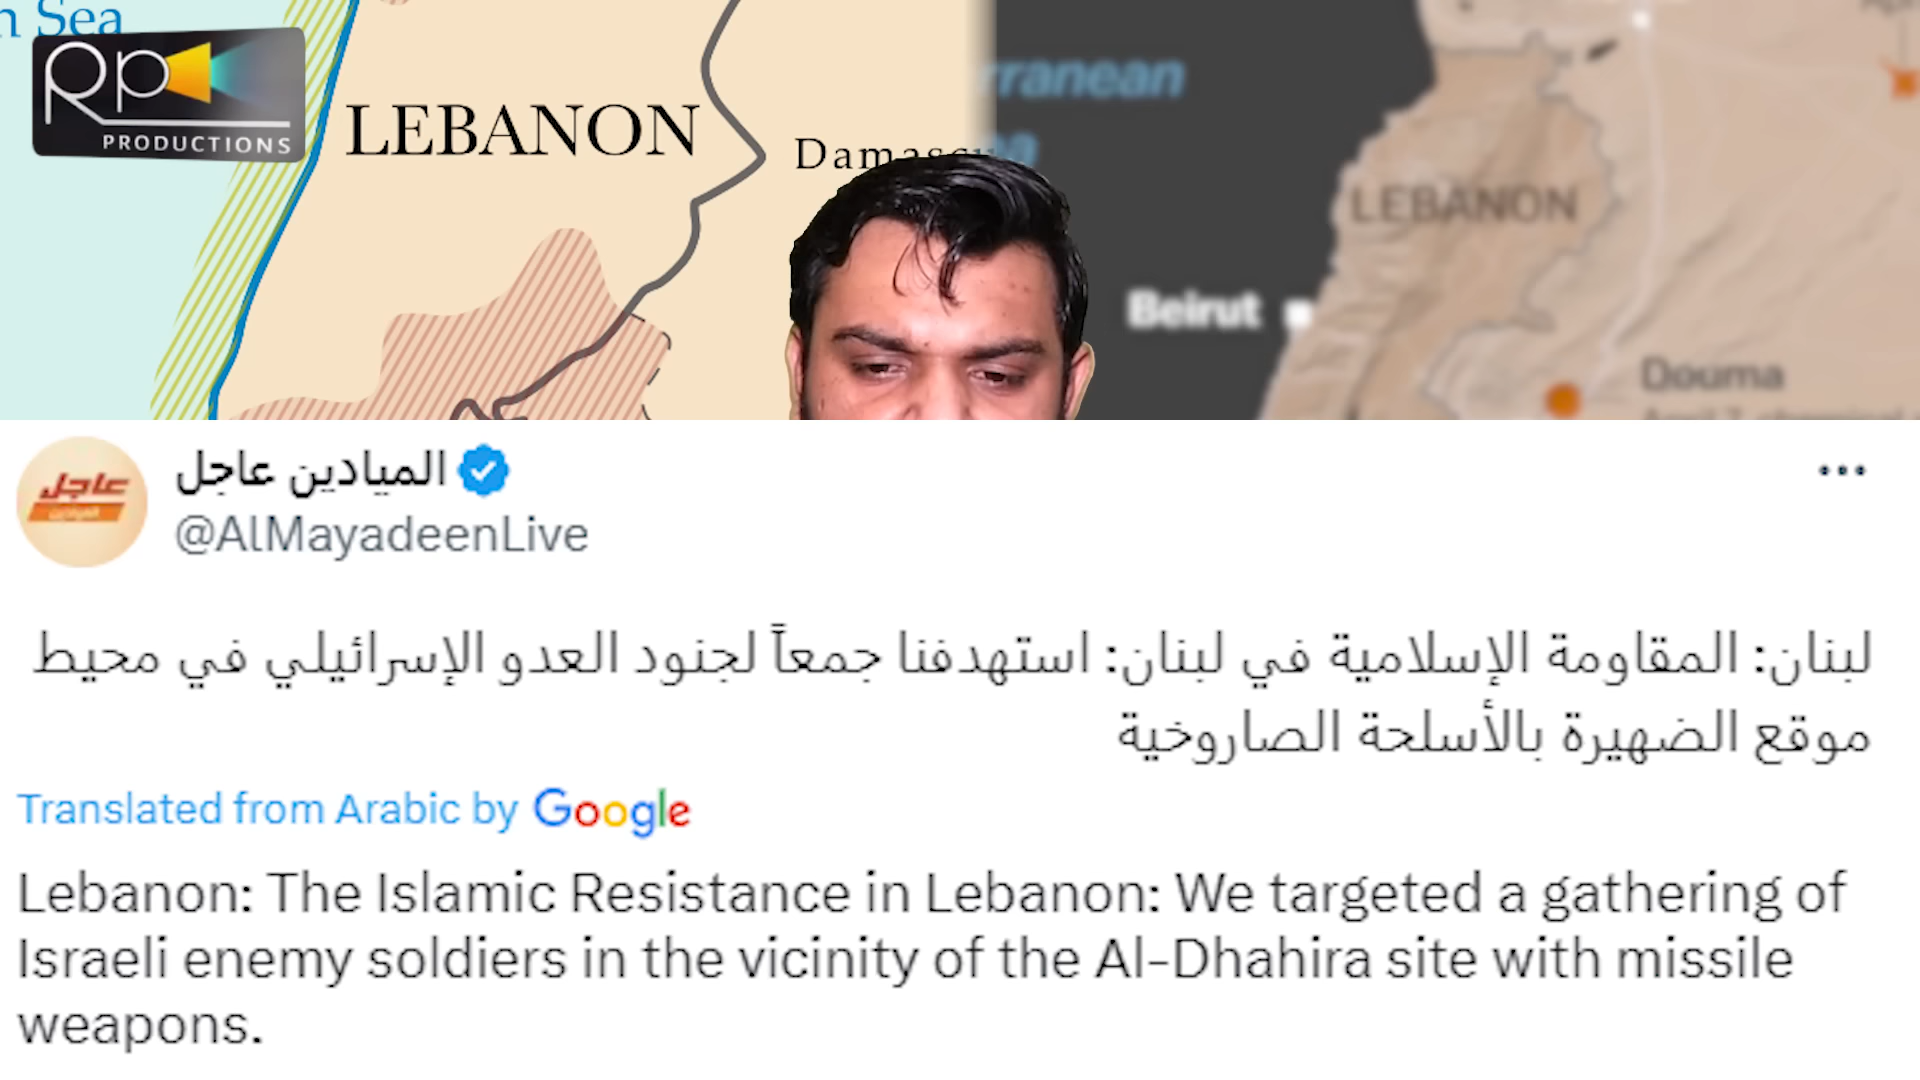 n Sea
Rp
PRODUCTIONS
LEBANON
rranean
LEBANON
Beirut
Douma
الميادين عاجل
@AlMayadeenLive
عاجل
الميادين
لبنان: المقاومة الإسلامية في لبنان: استهدفنا جمعاً لجنود العدو الإسرائيلي في محيط
موقع الضهيرة بالأسلحة الصاروخية
Translated from Arabic by Google
Lebanon: The Islamic Resistance in Lebanon: We targeted a gathering of
Israeli enemy soldiers in the vicinity of the Al-Dhahira site with missile
weapons.